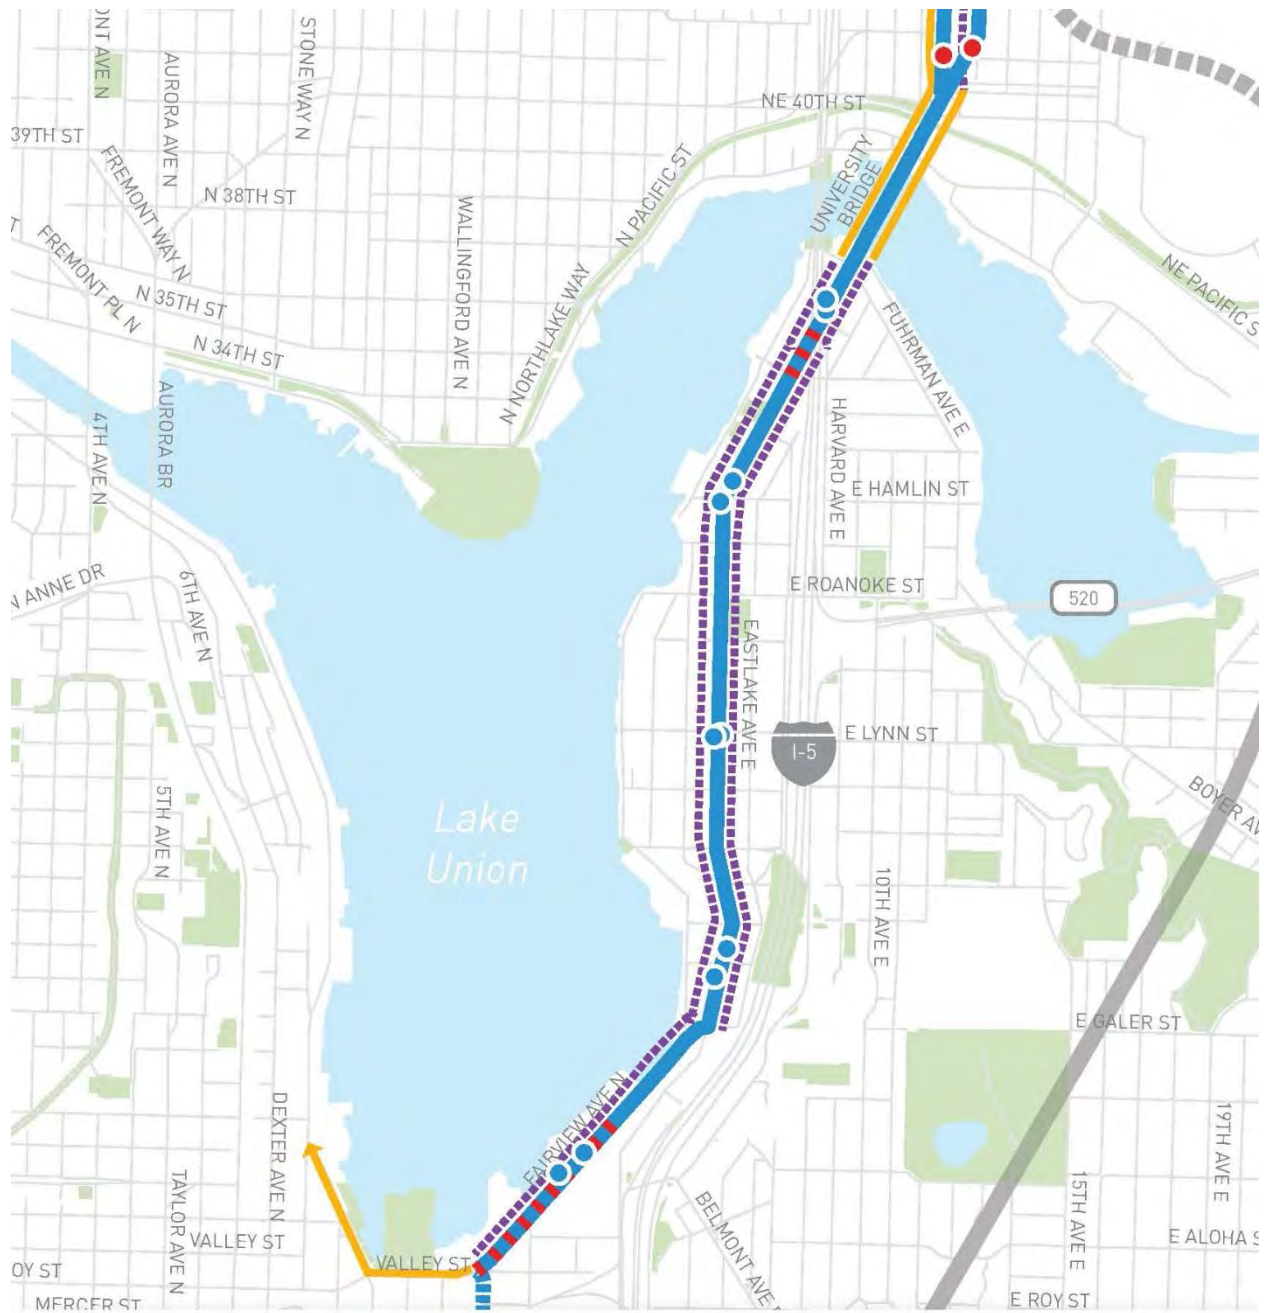 ONT AVE N
AURORA AVE N
STONE WAY N
39TH ST
FREMONT WAY N
N 38TH ST
FREMONT PL N
N 35TH ST
N 34TH ST
WALLINGFORD AVE N
N NORTHLAKE WAY
N PACIFIC ST
NE 40TH ST
UNIVERSITY
BRIDGE
NE PACIFIC S
FUHRMAN AVE E
HARVARD AVE E
E HAMLIN ST
4TH AVE N
AURORA BR
N ANNE DR
6TH AVE N
E ROANOKE ST
520
EASTLAKE AVE E
I-5
E LYNN ST
BOYER AV
5TH AVE N
Lake
Union
10TH AVE E
E GALER ST
FAIRVIEW AVE N
DEXTER AVE N
TAYLOR AVE N
VALLEY ST
VALLEY ST
OY ST
MERCER ST
BELMONT AVE
15TH AVE E
19TH AVE E
E ALOHA S
E ROY ST